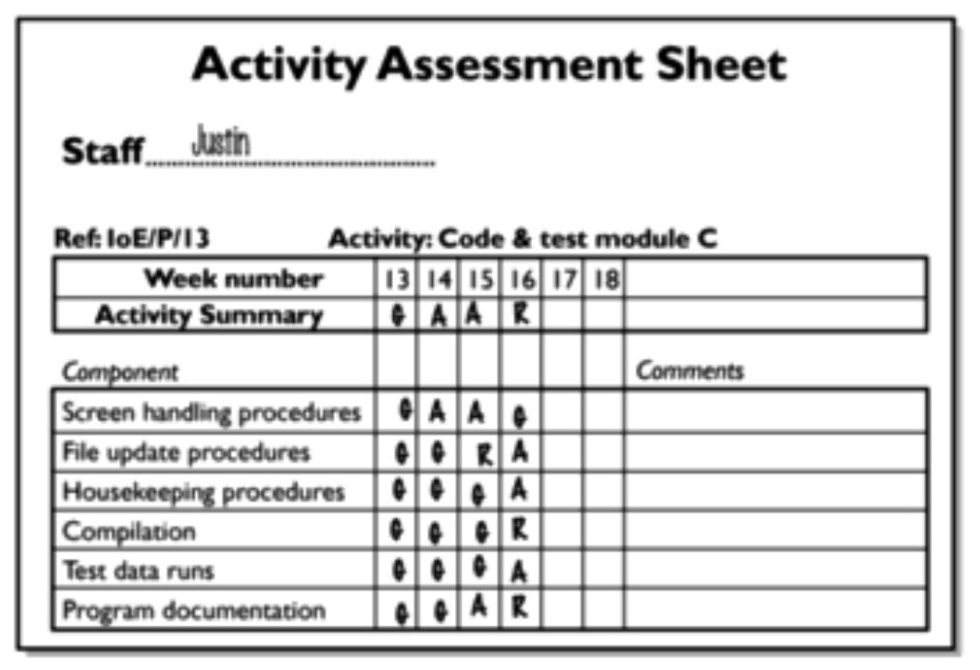 Activity Assessment Sheet
Staff Justin
Ref: IoE/P/13 Activity: Code & test module C
Week number 13 14 15 16 17 18
Activity Summary G A A R
Component Comments
Screen handling procedures G A A G
File update procedures G G R A
Housekeeping procedures G G G A
Compilation G G G R
Test data runs G G G A
Program documentation G G A R